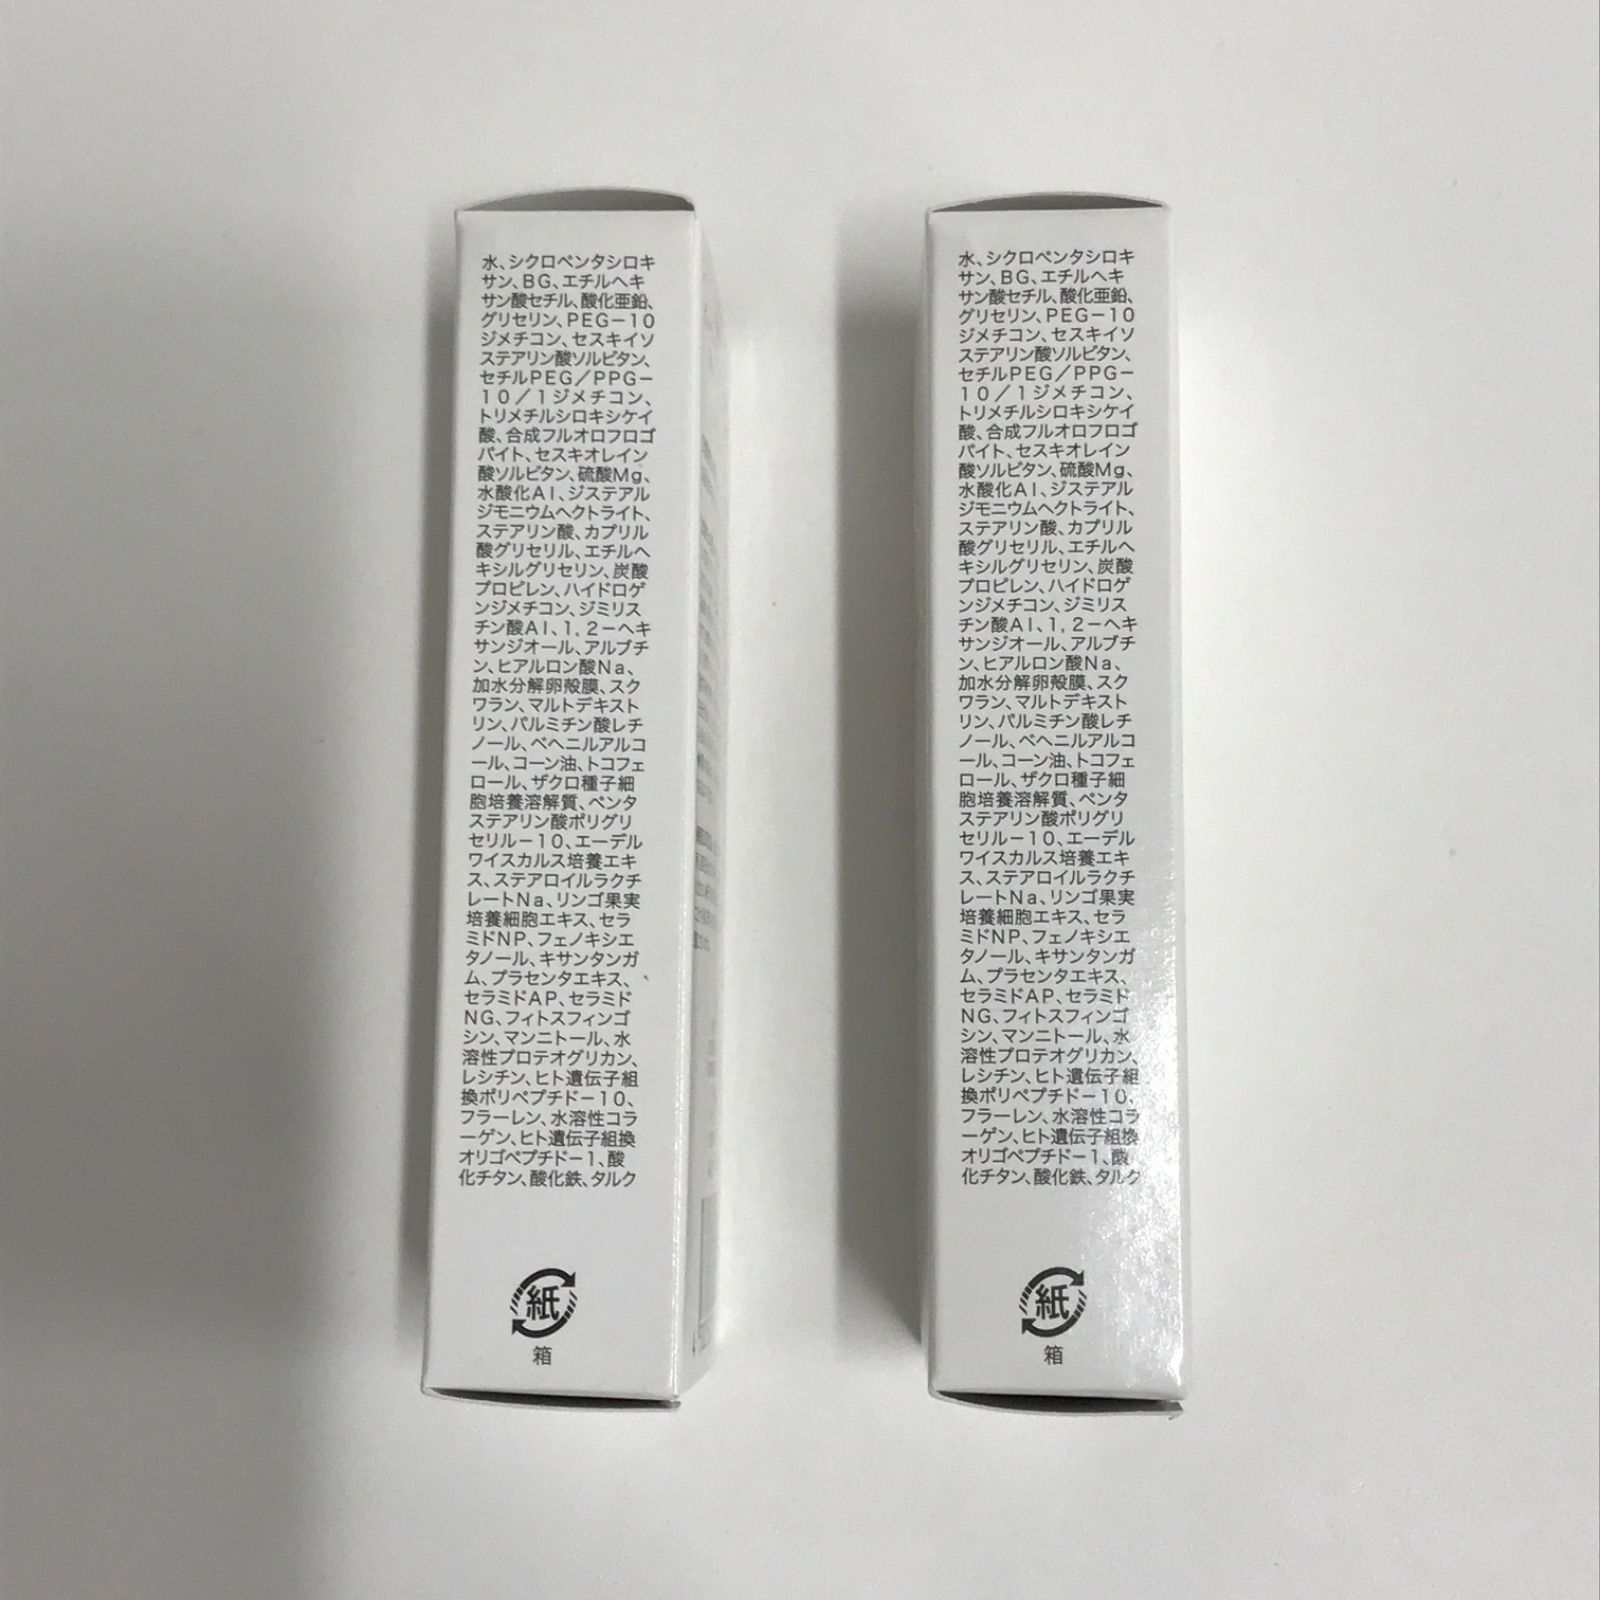 水、シクロペンタシロキ
サン、BG、エチルヘキ
サン酸セチル、酸化亜鉛、
グリセリン、PEG－10
ジメチコン、セスキイソ
ステアリン酸ソルビタン、
セチルPEG／PPG－
10／1ジメチコン、
トリメチルシロキシケイ
酸、合成フルオロフロゴ
パイト、セスキオレイン
酸ソルビタン、硫酸Mg、
水酸化Al、ジステアル
ジモニウムヘクトライト、
ステアリン酸、カプリル
酸グリセリル、エチルヘ
キシルグリセリン、炭酸
プロピレン、ハイドロゲ
ンジメチコン、ジミリス
チン酸Al、1，2－ヘキ
サンジオール、アルブチ
ン、ヒアルロン酸Na、
加水分解卵殻膜、スク
ワラン、マルトデキスト
リン、パルミチン酸レチ
ノール、ベヘニルアルコ
ール、コーン油、トコフェ
ロール、ザクロ種子細
胞培養溶解質、ペンタ
ステアリン酸ポリグリ
セリル－10、エーデル
ワイスカルス培養エキ
ス、ステアロイルラクチ
レートNa、リンゴ果実
培養細胞エキス、セラ
ミドNP、フェノキシエ
タノール、キサンタンガ
ム、プラセンタエキス、
セラミドAP、セラミド
NG、フィトスフィンゴ
シン、マンニトール、水
溶性プロテオグリカン、
レシチン、ヒト遺伝子組
換ポリペプチド－10、
フラーレン、水溶性コラ
ーゲン、ヒト遺伝子組換
オリゴペプチド－1、酸
化チタン、酸化鉄、タルク
紙
箱
水、シクロペンタシロキ
サン、BG、エチルヘキ
サン酸セチル、酸化亜鉛、
グリセリン、PEG－10
ジメチコン、セスキイソ
ステアリン酸ソルビタン、
セチルPEG／PPG－
10／1ジメチコン、
トリメチルシロキシケイ
酸、合成フルオロフロゴ
パイト、セスキオレイン
酸ソルビタン、硫酸Mg、
水酸化Al、ジステアル
ジモニウムヘクトライト、
ステアリン酸、カプリル
酸グリセリル、エチルヘ
キシルグリセリン、炭酸
プロピレン、ハイドロゲ
ンジメチコン、ジミリス
チン酸Al、1，2－ヘキ
サンジオール、アルブチ
ン、ヒアルロン酸Na、
加水分解卵殻膜、スク
ワラン、マルトデキスト
リン、パルミチン酸レチ
ノール、ベヘニルアルコ
ール、コーン油、トコフェ
ロール、ザクロ種子細
胞培養溶解質、ペンタ
ステアリン酸ポリグリ
セリル－10、エーデル
ワイスカルス培養エキ
ス、ステアロイルラクチ
レートNa、リンゴ果実
培養細胞エキス、セラ
ミドNP、フェノキシエ
タノール、キサンタンガ
ム、プラセンタエキス、
セラミドAP、セラミド
NG、フィトスフィンゴ
シン、マンニトール、水
溶性プロテオグリカン、
レシチン、ヒト遺伝子組
換ポリペプチド－10、
フラーレン、水溶性コラ
ーゲン、ヒト遺伝子組換
オリゴペプチド－1、酸
化チタン、酸化鉄、タルク
紙
箱